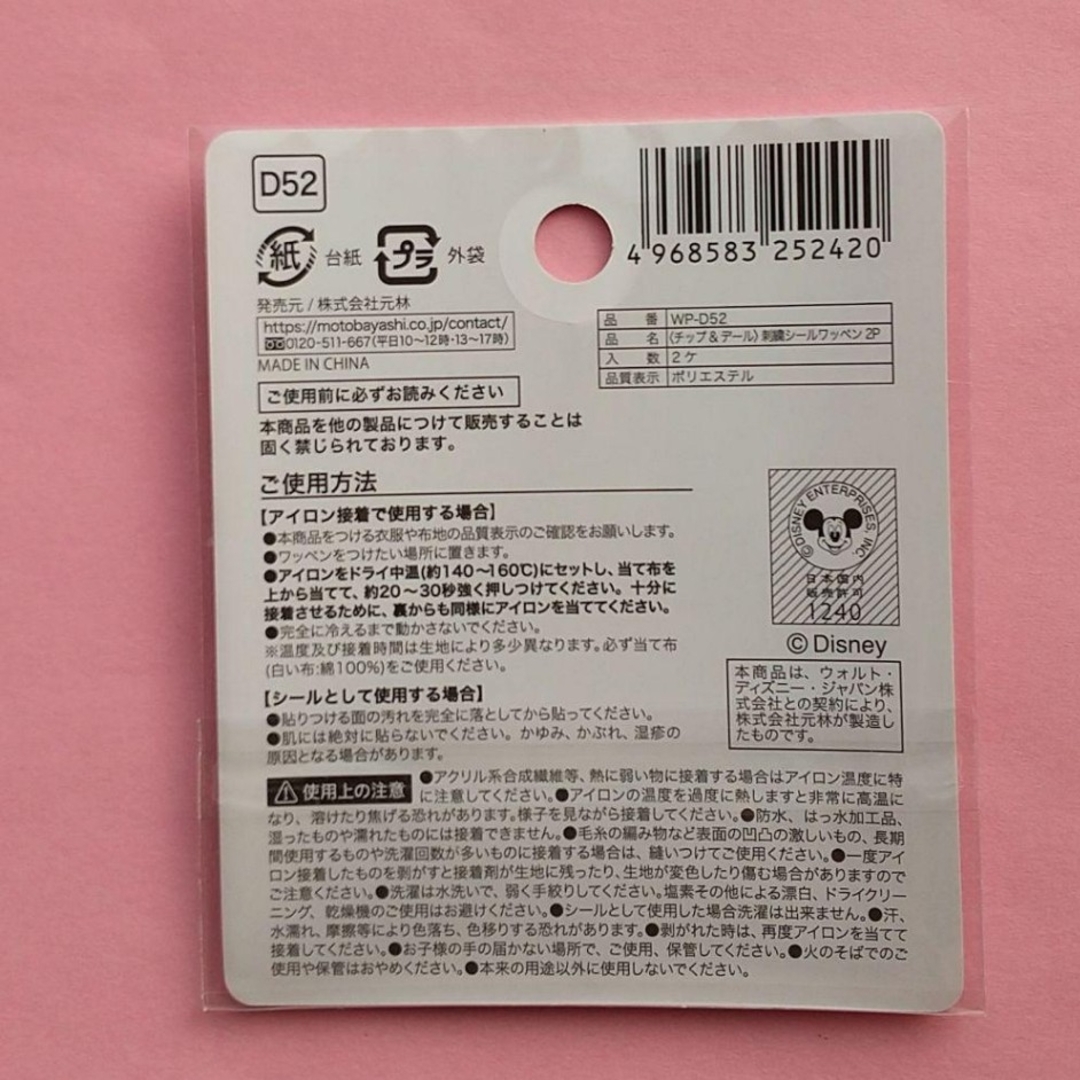 D52
4 968583 252420
紙 台紙 プラ 外袋
発売元 / 株式会社元林
https://motobayashi.co.jp/contact/
0120-511-667(平日10〜12時・13〜17時)
MADE IN CHINA
品番 WP-D52
品名 (チップ&デール) 刺繍シールワッペン 2P
入数 2ケ
品質表示 ポリエステル
ご使用前に必ずお読みください
本商品を他の製品につけて販売することは
固く禁じられております。
ご使用方法
【アイロン接着で使用する場合】
●本商品をつける衣服や布地の品質表示のご確認をお願いします。
●ワッペンをつけたい場所に置きます。
●アイロンをドライ中温(約140〜160℃)にセットし、当て布を
上から当てて、約20〜30秒強く押しつけてください。十分に
接着させるために、裏からも同様にアイロンを当ててください。
●完全に冷えるまで動かさないでください。
※温度及び接着時間は生地により多少異なります。必ず当て布
(白い布:綿100%)をご使用ください。
【シールとして使用する場合】
●貼りつける面の汚れを完全に落としてから貼ってください。
●肌には絶対に貼らないでください。かゆみ、かぶれ、湿疹の
原因となる場合があります。
©DISNEY ENTERPRISES INC.
日本国内
販売許可
1240
©Disney
本商品は、ウォルト・
ディズニー・ジャパン株
式会社との契約により、
株式会社元林が製造し
たものです。
使用上の注意 ●アクリル系合成繊維等、熱に弱い物に接着する場合はアイロン温度に特
に注意してください。●アイロンの温度を過度に熱しますと非常に高温に
なり、溶けたり焦げる恐れがあります。様子を見ながら接着してください。●防水、はっ水加工品、
湿ったものや濡れたものには接着できません。●毛糸の編み物など表面の凹凸の激しいもの、長期
間使用するものや洗濯回数が多いものに接着する場合は、縫いつけてご使用ください。●一度アイ
ロン接着したものを剥がすと接着剤が生地に残ったり、生地が変色したり傷む場合がありますので
ご注意ください。●洗濯は水洗いで、弱く手絞りしてください。塩素その他による漂白、ドライクリー
ニング、乾燥機のご使用はお避けください。●シールとして使用した場合洗濯は出来ません。●汗、
水濡れ、摩擦等により色落ち、色移りする恐れがあります。●剥がれた時は、再度アイロンを当てて
接着してください。●お子様の手の届かない場所で、ご使用、保管してください。●火のそばでのご
使用や保管はおやめください。●本来の用途以外に使用しないでください。